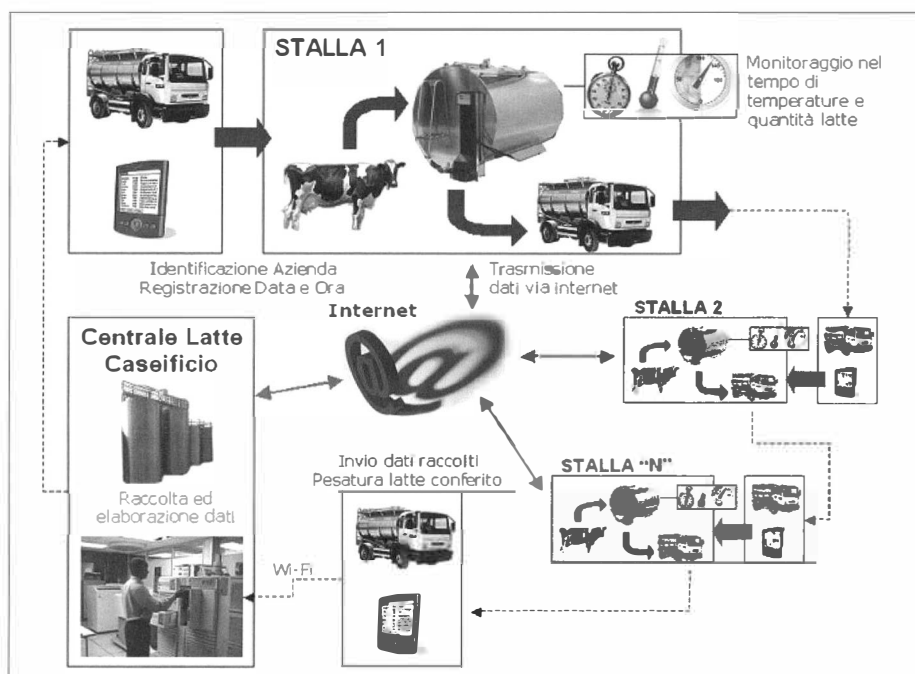 STALLA 1
Monitoraggio nel
tempo di
temperature e
quantità latte
Identificazione Azienda
Registrazione Data e Ora
Trasmissione
dati via Internet
Internet
STALLA 2
Centrale Latte
Caseificio
Raccolta ed
elaborazione dati
Invio dati raccolti
Pesatura latte conferito
STALLA "N"
Wi-Fi